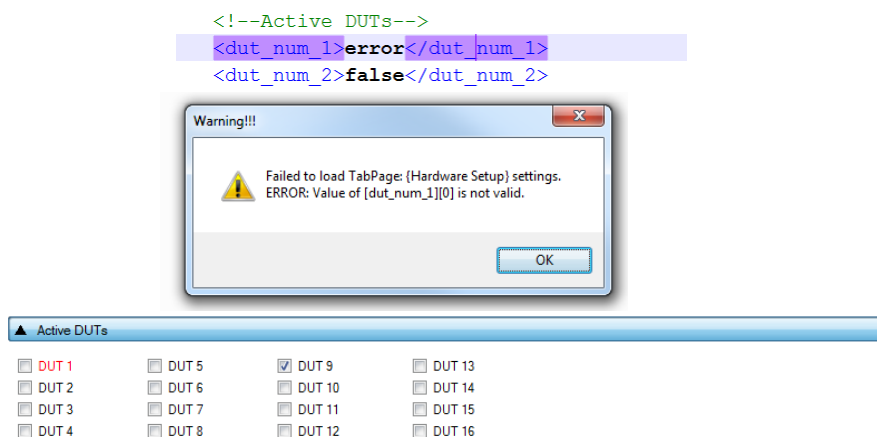 <!--Active DUTs-->
<dut_num_1>error</dut_num_1>
<dut_num_2>false</dut_num_2>
Warning!!!
Failed to load TabPage: {Hardware Setup} settings.
ERROR: Value of [dut_num_1][0] is not valid.
OK
Active DUTs
DUT 1 DUT 5 DUT 9 DUT 13
DUT 2 DUT 6 DUT 10 DUT 14
DUT 3 DUT 7 DUT 11 DUT 15
DUT 4 DUT 8 DUT 12 DUT 16